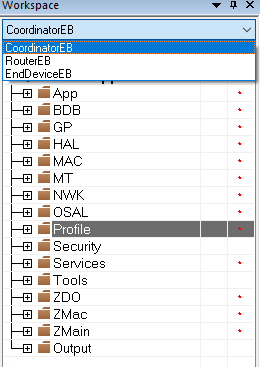 Workspace
CoordinatorEB
CoordinatorEB
RouterEB
EndDeviceEB
App
BDB
GP
HAL
MAC
MT
NWK
OSAL
Profile
Security
Services
Tools
ZDO
ZMac
ZMain
Output